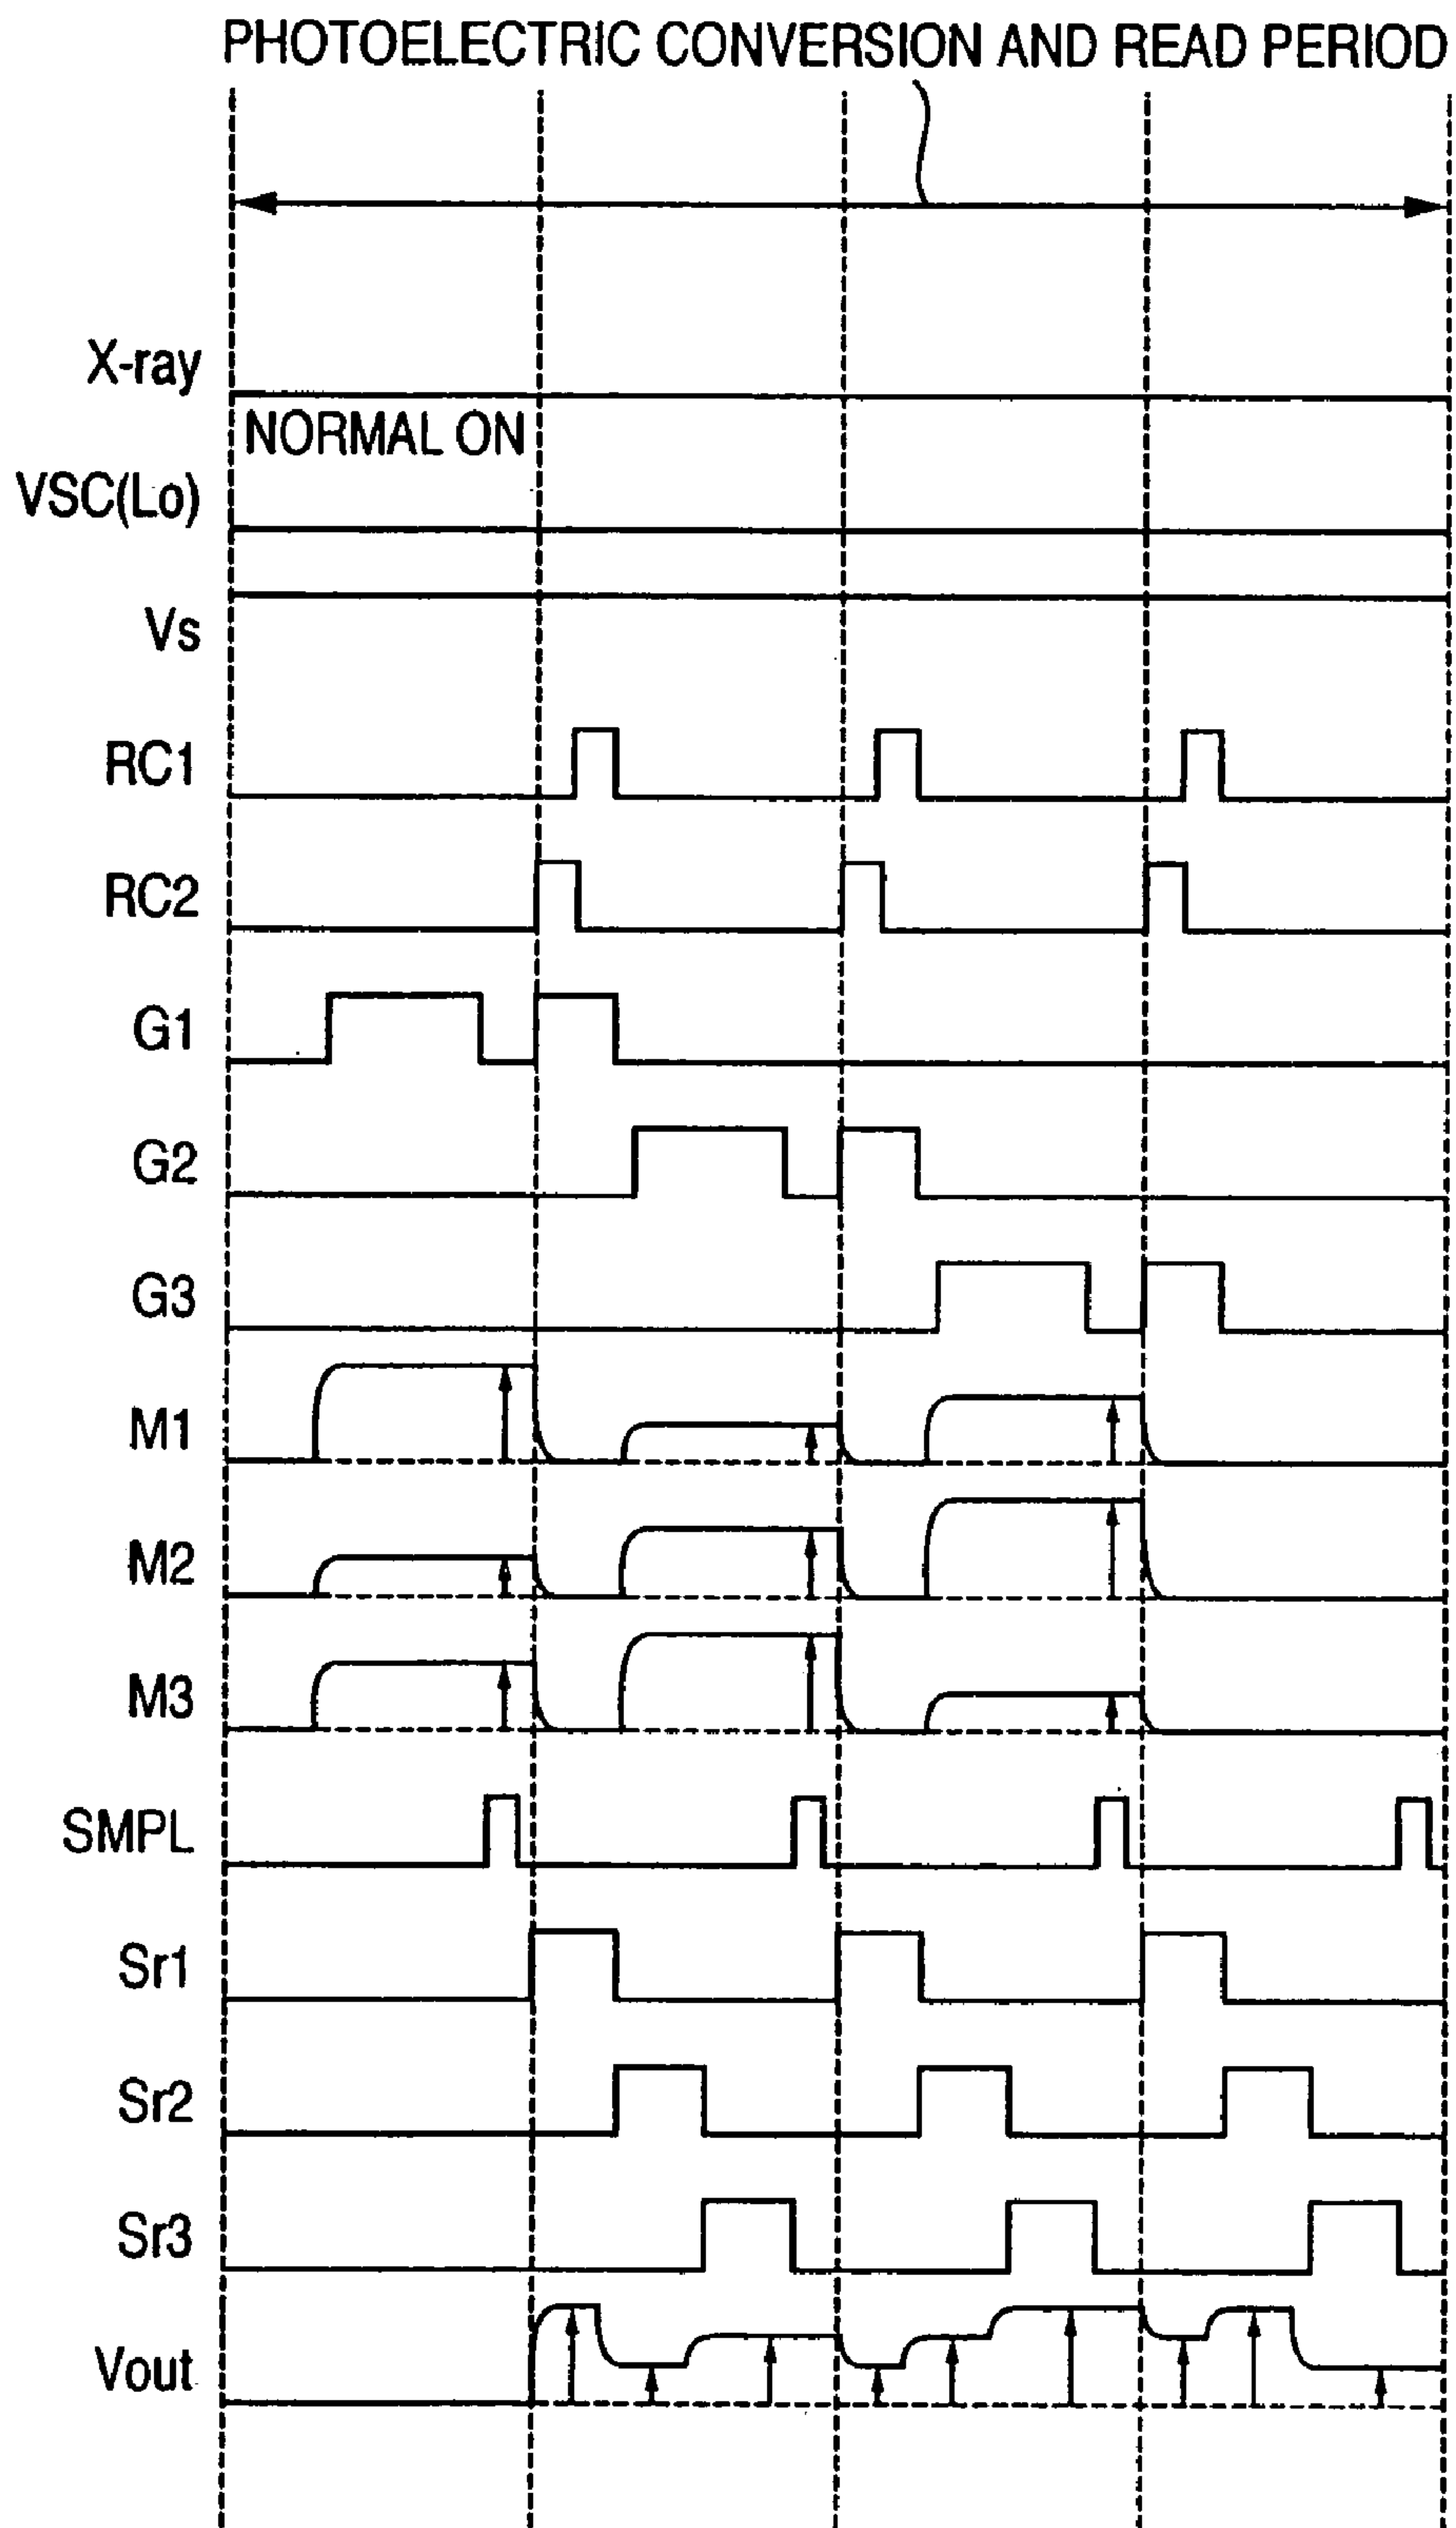 PHOTOELECTRIC CONVERSION AND READ PERIOD
X-ray
NORMAL ON
VSC(Lo)
Vs
RC1
RC2
G1
G2
G3
M1
M2
M3
SMPL
Sr1
Sr2
Sr3
Vout